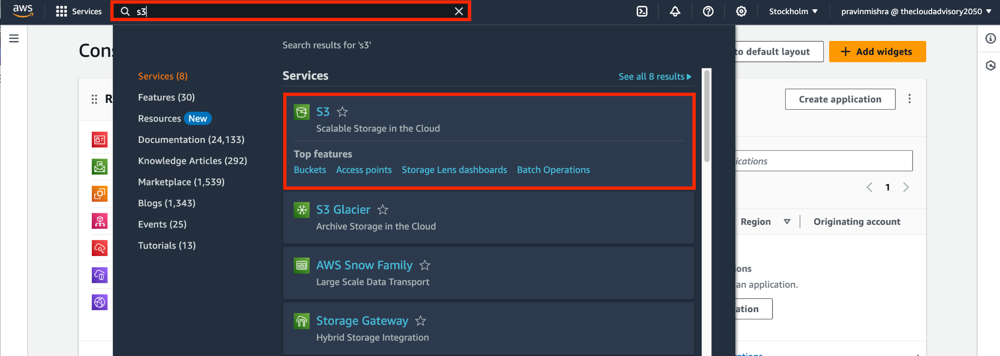 aws
Services
s3
Stockholm
pravinmishra @ thecloudadvisory2050
Cons
to default layout
Add widgets
Search results for 's3'
Services (8)
Features (30)
Resources New
Documentation (24,133)
Knowledge Articles (292)
Marketplace (1,539)
Blogs (1,343)
Events (25)
Tutorials (13)
Services
See all 8 results
S3
Scalable Storage in the Cloud
Top features
Buckets Access points Storage Lens dashboards Batch Operations
S3 Glacier
Archive Storage in the Cloud
AWS Snow Family
Large Scale Data Transport
Storage Gateway
Hybrid Storage Integration
R
Create application
ications
1
Region
Originating account
ions
an application.
ation